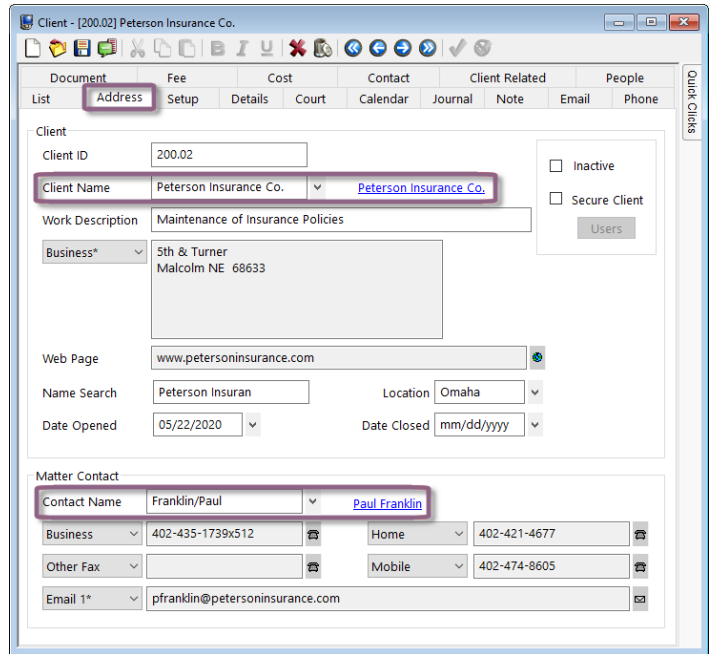 Client - [200.02] Peterson Insurance Co.
B I U
Document Fee Cost Contact Client Related People
List Address Setup Details Court Calendar Journal Note Email Phone
Quick Clicks
Client
Client ID 200.02
Inactive
Client Name Peterson Insurance Co. Peterson Insurance Co.
Secure Client
Work Description Maintenance of Insurance Policies
Users
Business* 5th & Turner
Malcolm NE 68633
Web Page www.petersoninsurance.com
Name Search Peterson Insuran Location Omaha
Date Opened 05/22/2020 Date Closed mm/dd/yyyy
Matter Contact
Contact Name Franklin/Paul Paul Franklin
Business 402-435-1739x512 Home 402-421-4677
Other Fax Mobile 402-474-8605
Email 1* pfranklin@petersoninsurance.com